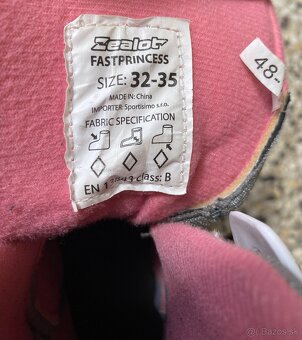 Zealot
FASTPRINCESS
SIZE: 32-35
MADE IN: China
IMPORTER: Sportisimo s.r.o.
FABRIC SPECIFICATION
EN 13843 class: B
48-
Bazos.sk